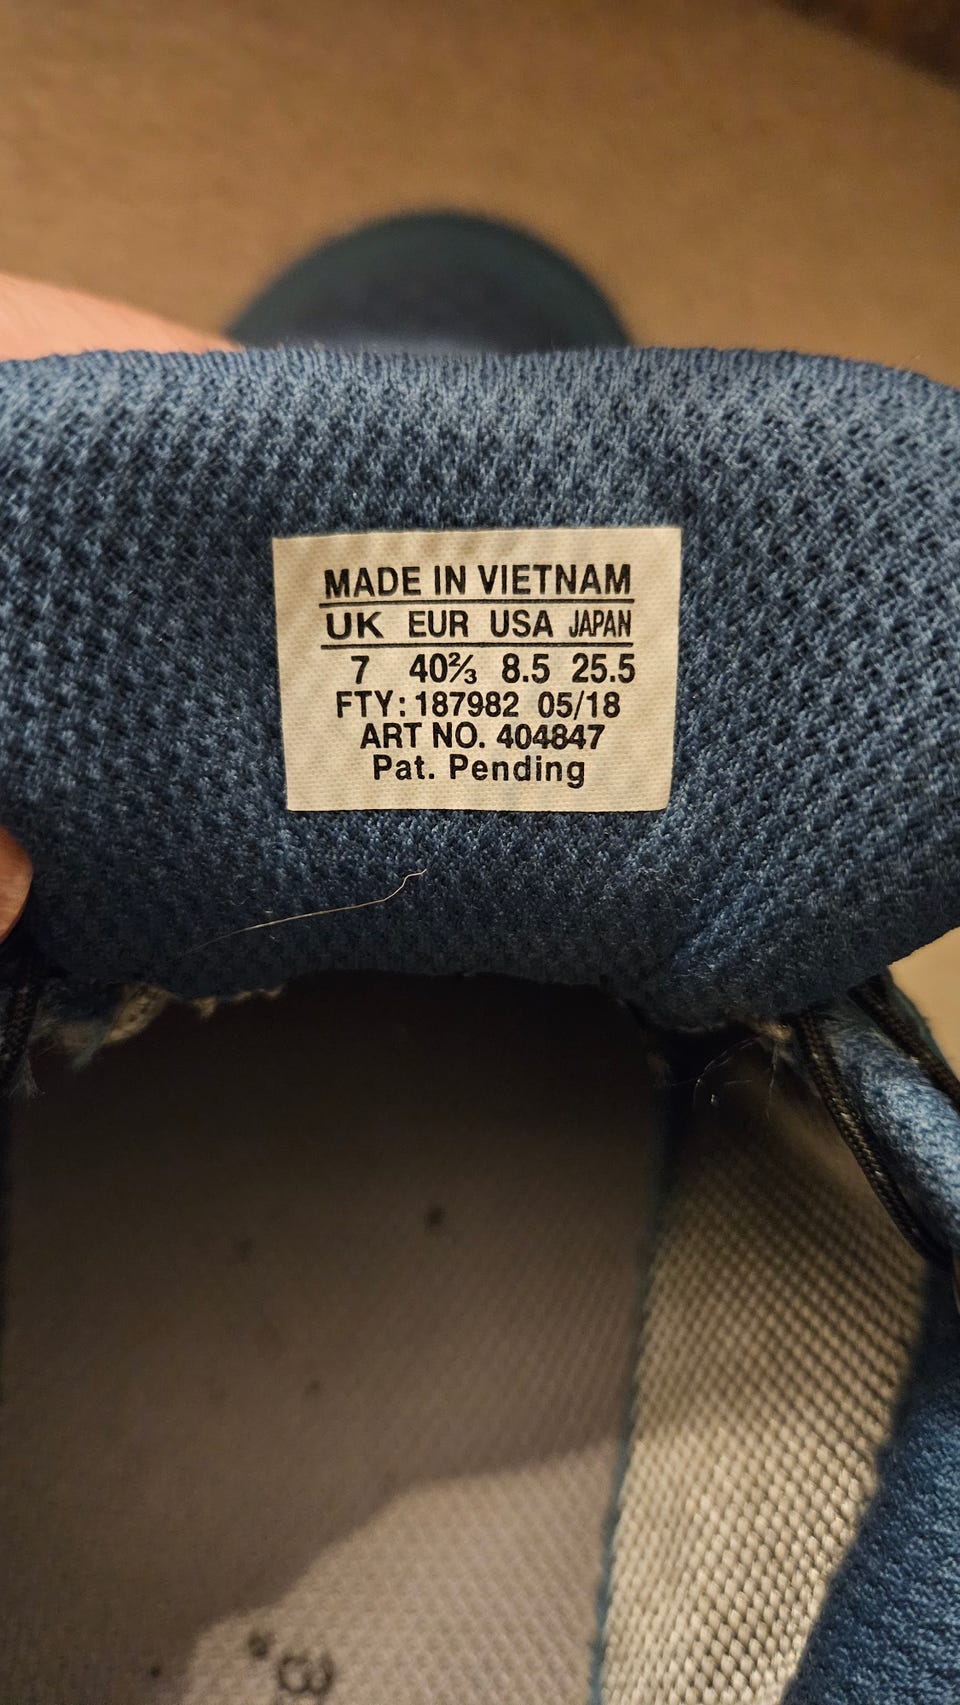 MADE IN VIETNAM
UK EUR USA JAPAN
7 40⅔ 8.5 25.5
FTY: 187982 05/18
ART NO. 404847
Pat. Pending